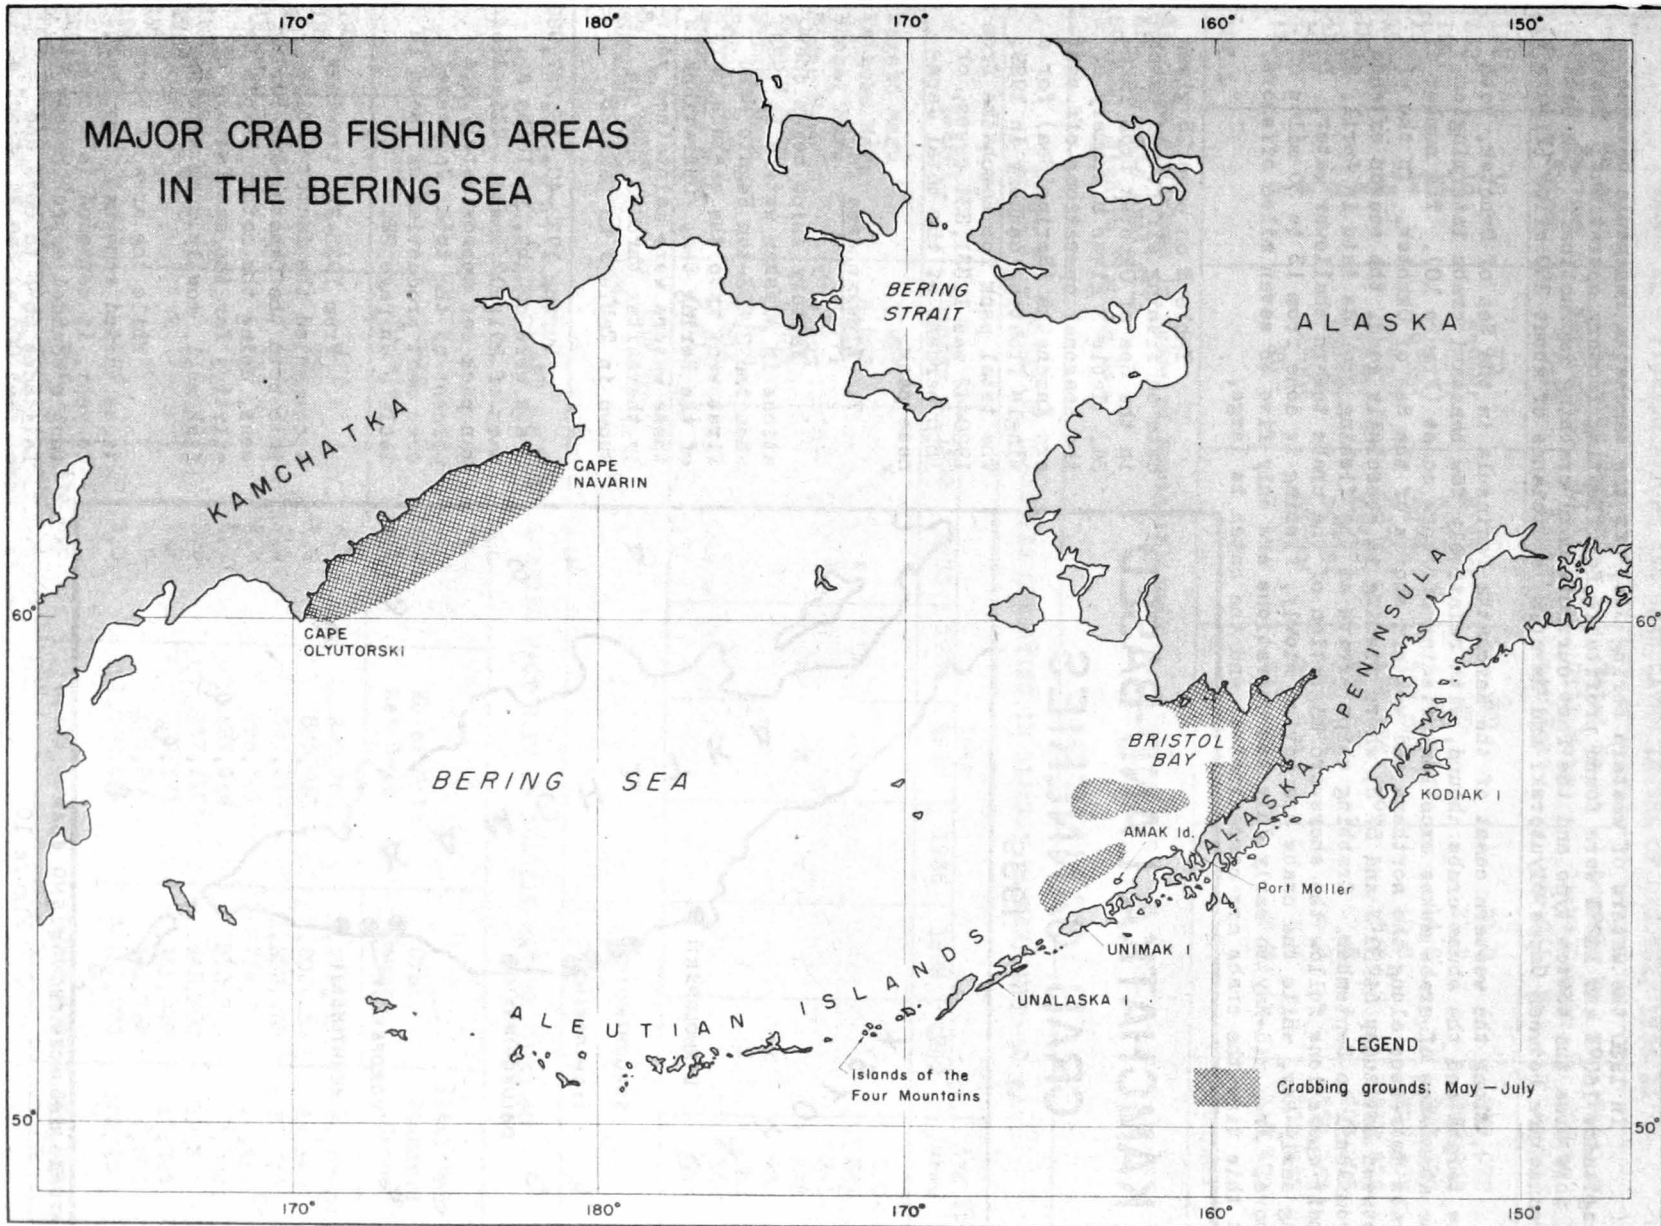 170°
180°
170°
160°
150°
MAJOR CRAB FISHING AREAS
IN THE BERING SEA
BERING
STRAIT
ALASKA
KAMCHATKA
CAPE
NAVARIN
60°
60°
CAPE
OLYUTORSKI
ALASKA PENINSULA
BRISTOL
BAY
BERING SEA
KODIAK I
AMAK Id.
Port Moller
UNIMAK I
UNALASKA I
ALEUTIAN ISLANDS
Islands of the
Four Mountains
LEGEND
Crabbing grounds: May — July
50°
50°
170°
180°
170°
160°
150°